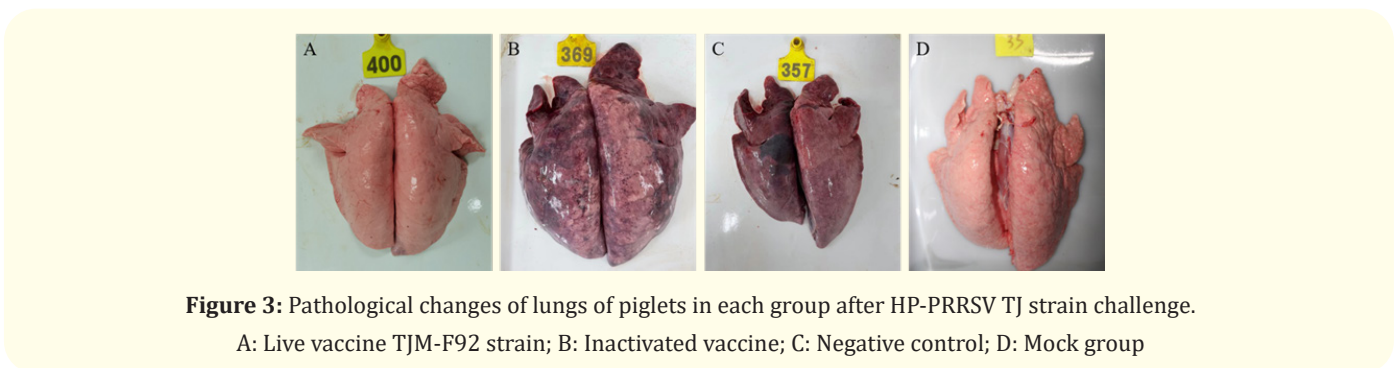 A
400
B
369
C
357
D
33
Figure 3: Pathological changes of lungs of piglets in each group after HP-PRRSV TJ strain challenge.
A: Live vaccine TJM-F92 strain; B: Inactivated vaccine; C: Negative control; D: Mock group